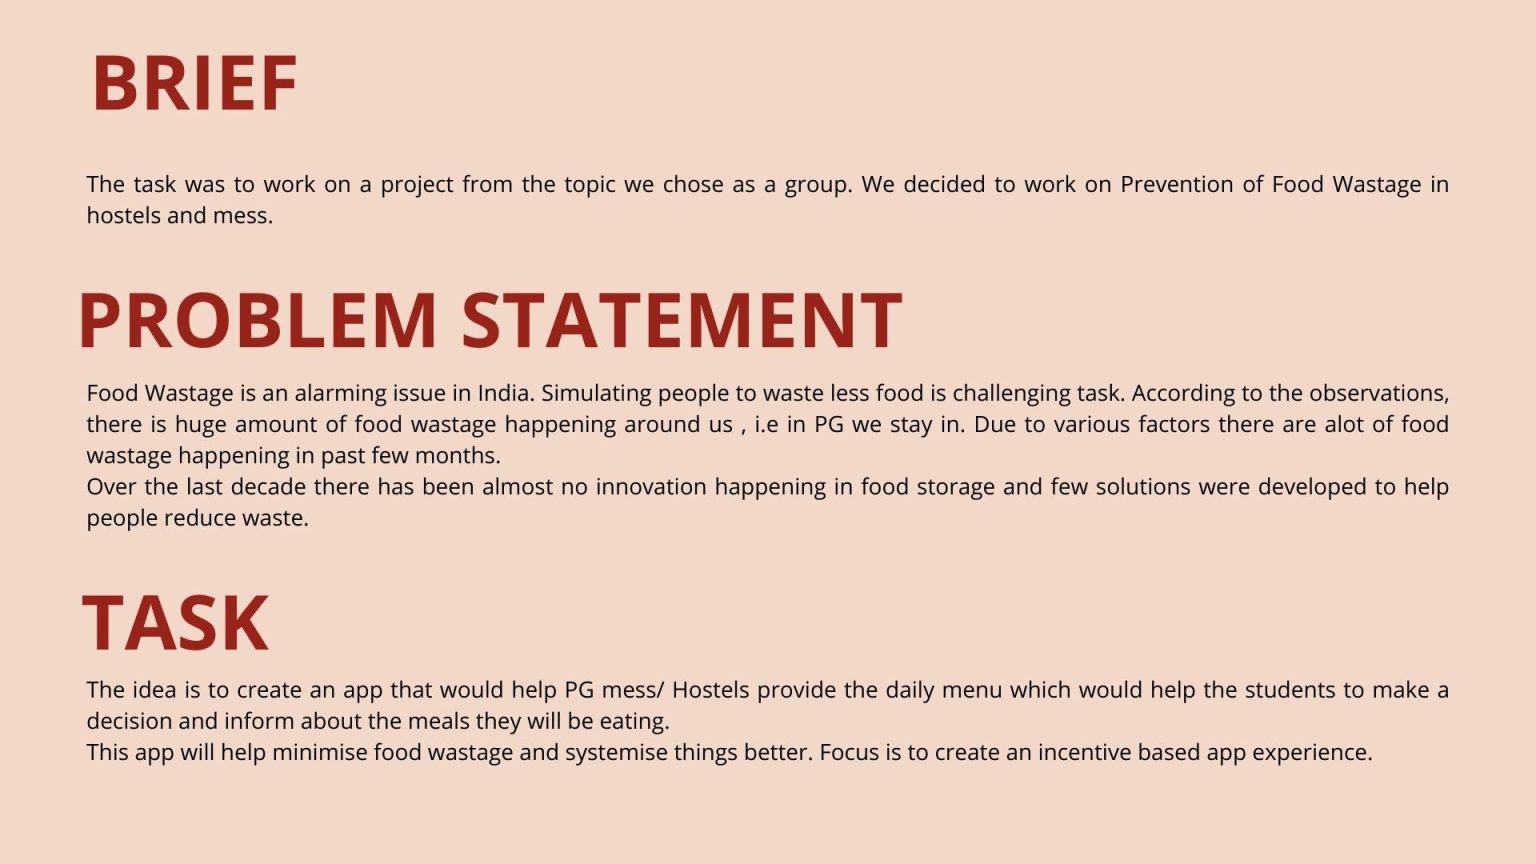 BRIEF
The task was to work on a project from the topic we chose as a group. We decided to work on Prevention of Food Wastage in
hostels and mess.
PROBLEM STATEMENT
Food Wastage is an alarming issue in India. Simulating people to waste less food is challenging task. According to the observations,
there is huge amount of food wastage happening around us , i.e in PG we stay in. Due to various factors there are alot of food
wastage happening in past few months.
Over the last decade there has been almost no innovation happening in food storage and few solutions were developed to help
people reduce waste.
TASK
The idea is to create an app that would help PG mess/ Hostels provide the daily menu which would help the students to make a
decision and inform about the meals they will be eating.
This app will help minimise food wastage and systemise things better. Focus is to create an incentive based app experience.